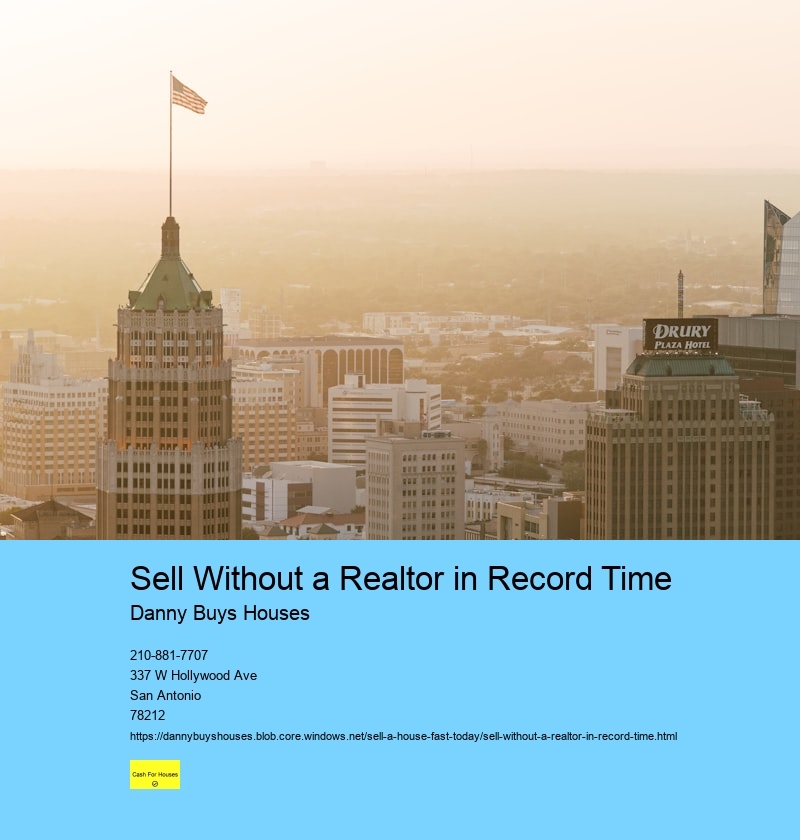 DRURY
PLAZA HOTEL
Sell Without a Realtor in Record Time
Danny Buys Houses
210-881-7707
337 W Hollywood Ave
San Antonio
78212
https://dannybuyshouses.blob.core.windows.net/sell-a-house-fast-today/sell-without-a-realtor-in-record-time.html
Cash For Houses